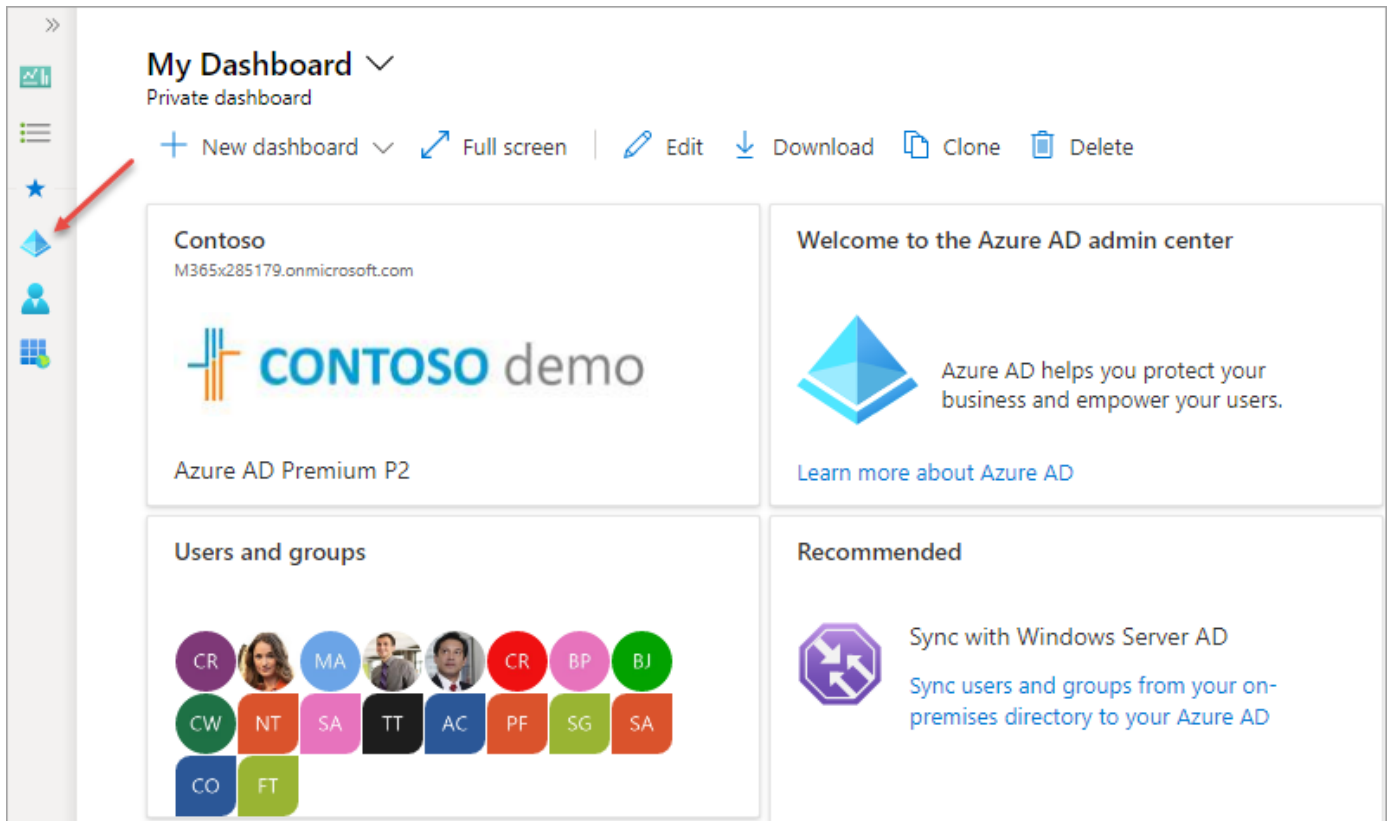 My Dashboard
Private dashboard
New dashboard Full screen Edit Download Clone Delete
Contoso
M365x285179.onmicrosoft.com
CONTOSO demo
Azure AD Premium P2
Welcome to the Azure AD admin center
Azure AD helps you protect your
business and empower your users.
Learn more about Azure AD
Users and groups
CR MA CR BP BJ
CW NT SA TT AC PF SG SA
CO FT
Recommended
Sync with Windows Server AD
Sync users and groups from your on-
premises directory to your Azure AD